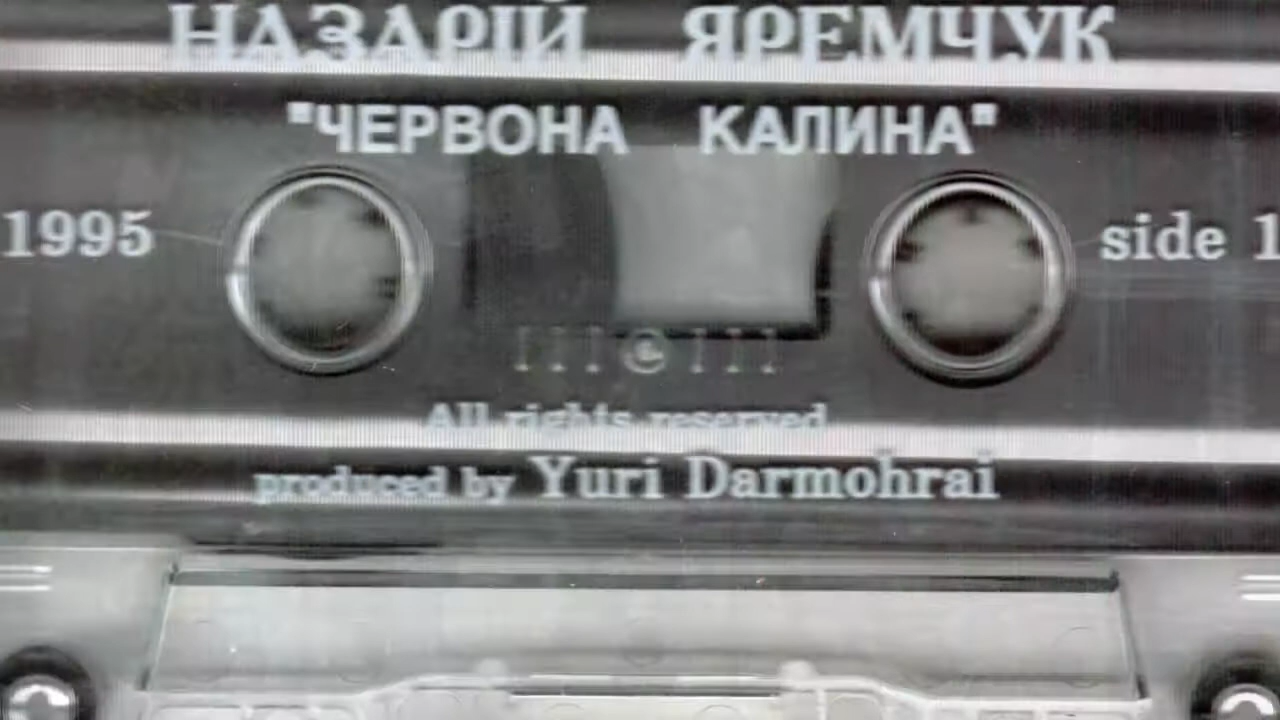 НАЗАРІЙ ЯРЕМЧУК
"ЧЕРВОНА КАЛИНА"
1995
side 1
All rights reserved
produced by Yuri Darmohrai